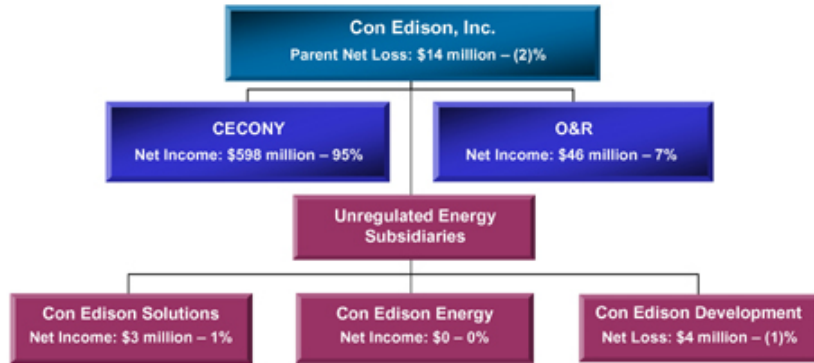 Con Edison, Inc.
Parent Net Loss: $14 million – (2)%
CECONY
Net Income: $598 million – 95%
O&R
Net Income: $46 million – 7%
Unregulated Energy
Subsidiaries
Con Edison Solutions
Net Income: $3 million – 1%
Con Edison Energy
Net Income: $0 – 0%
Con Edison Development
Net Loss: $4 million – (1)%